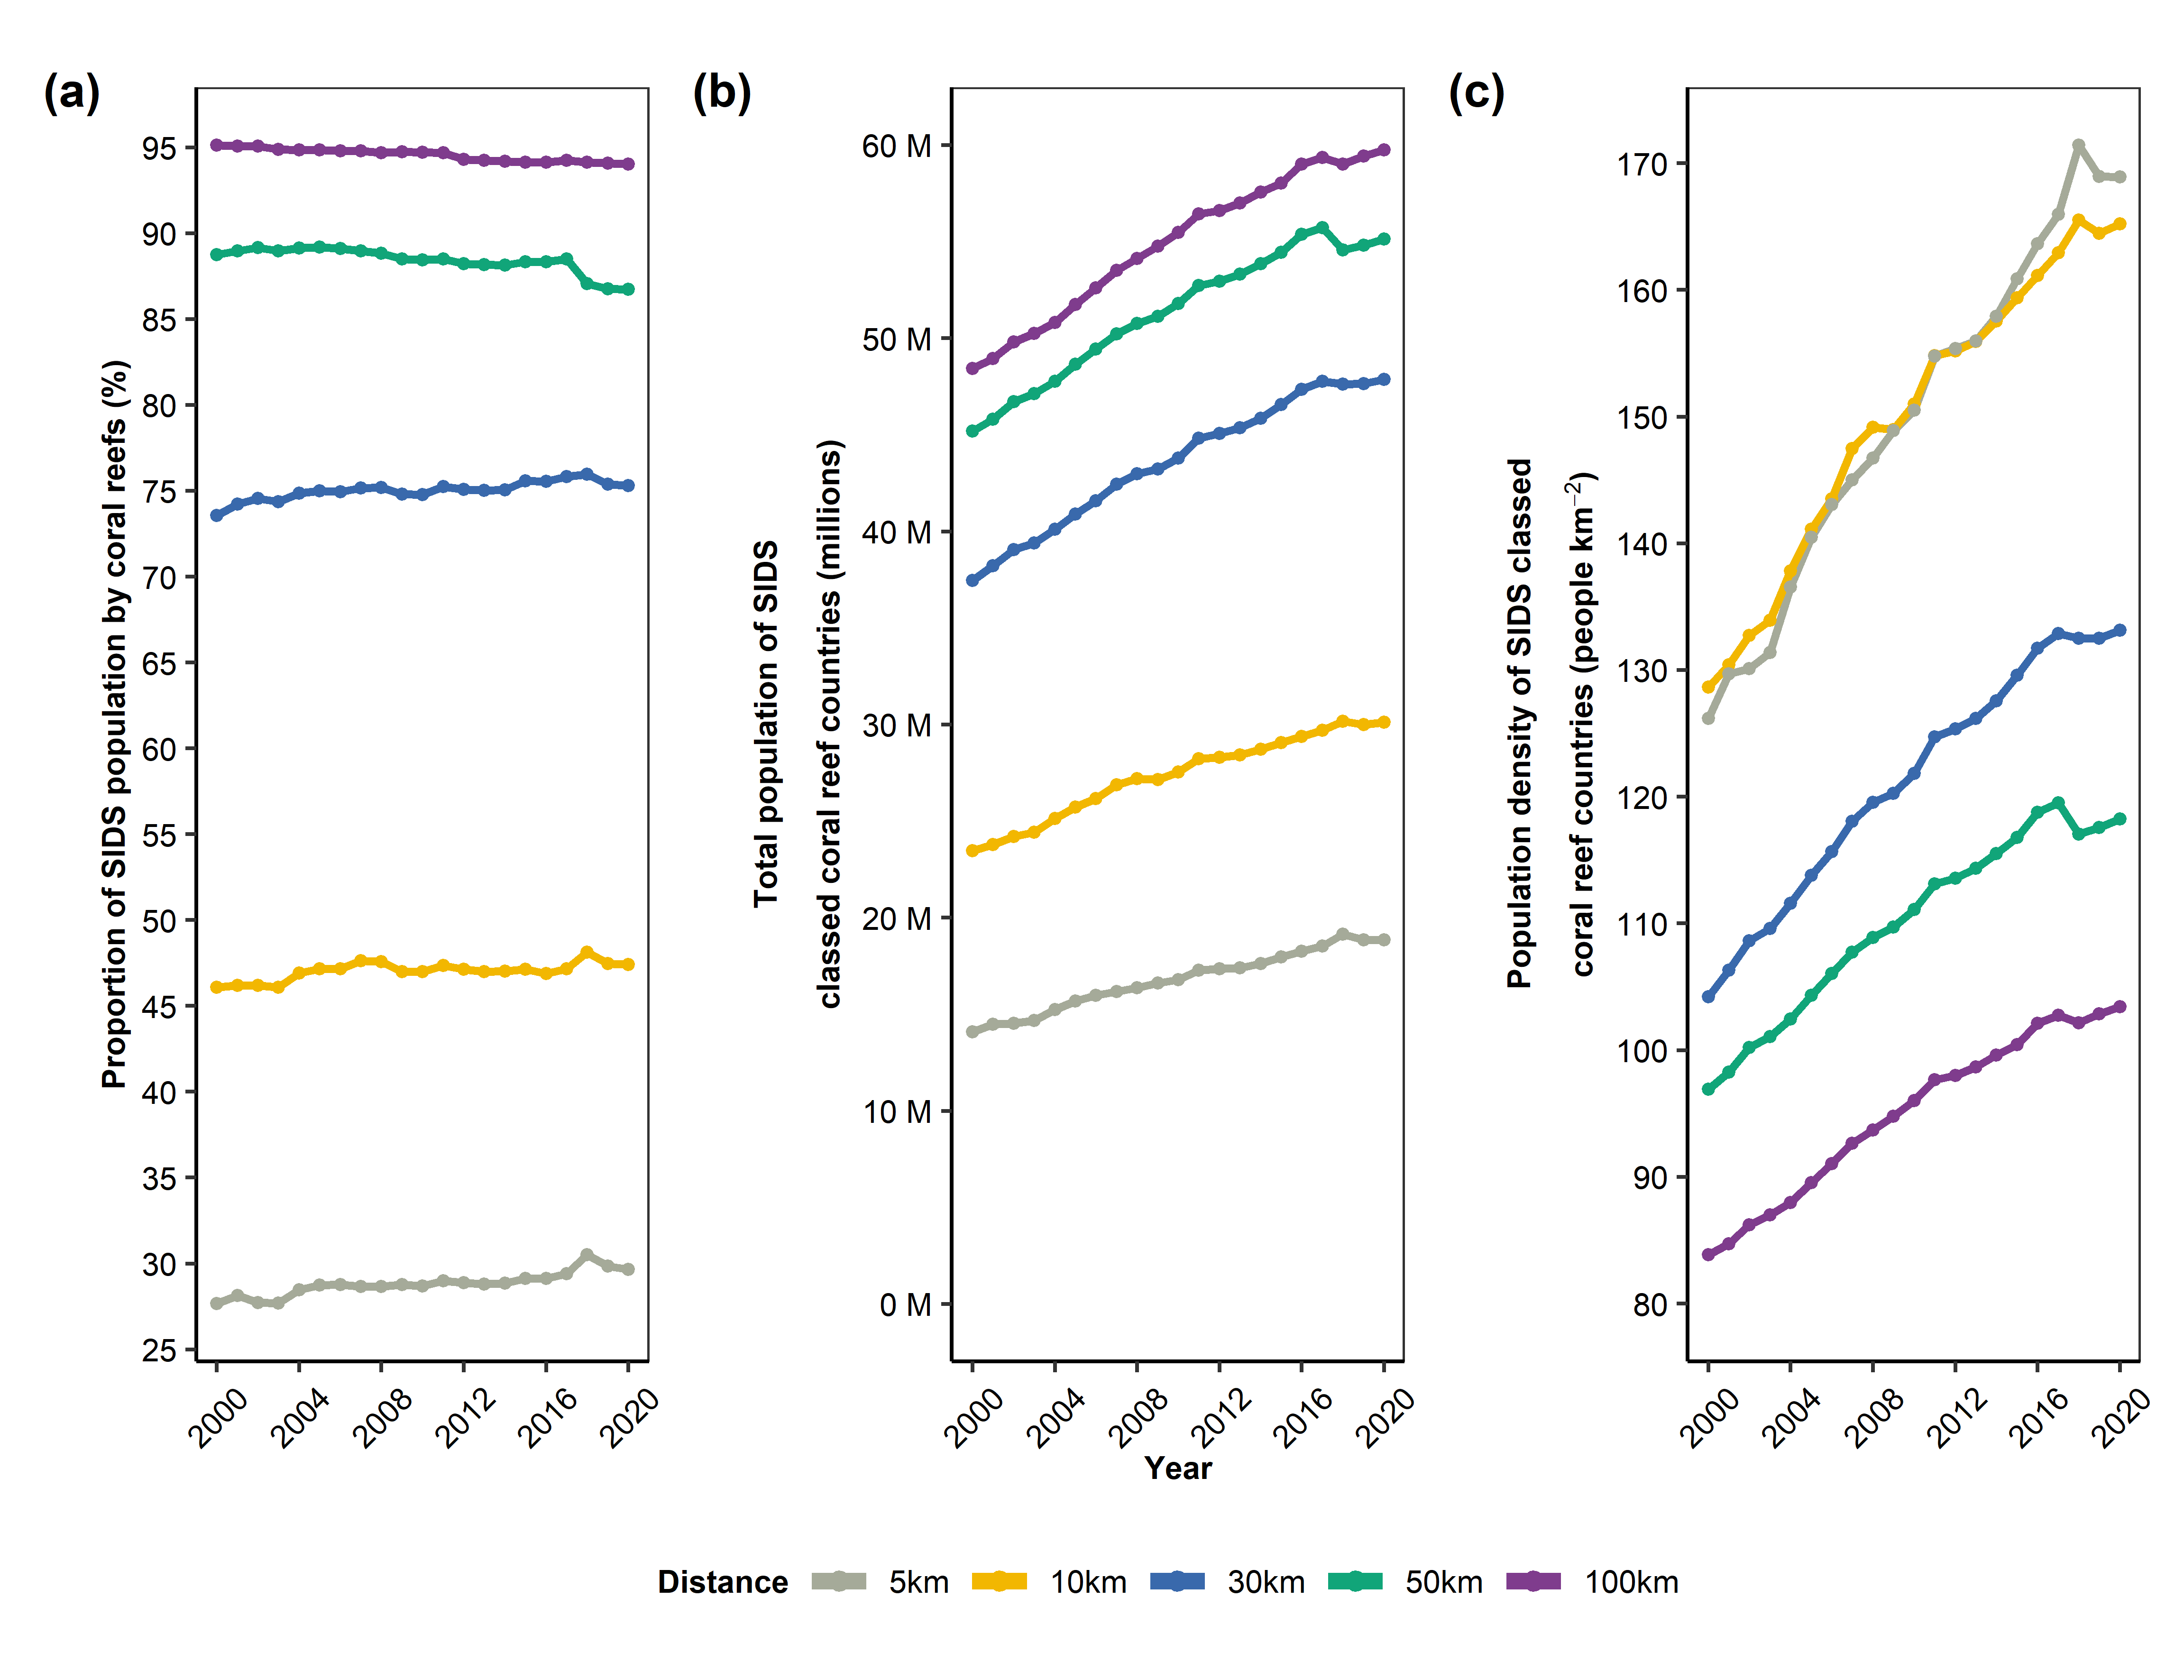 (a)
Proportion of SIDS population by coral reefs (%)
95
90
85
80
75
70
65
60
55
50
45
40
35
30
25
2000
2004
2008
2012
2016
2020
(b)
Total population of SIDS
classed coral reef countries (millions)
60 M
50 M
40 M
30 M
20 M
10 M
0 M
2000
2004
2008
2012
2016
2020
Year
(c)
Population density of SIDS classed
coral reef countries (people km⁻²)
170
160
150
140
130
120
110
100
90
80
2000
2004
2008
2012
2016
2020
Distance 5km 10km 30km 50km 100km